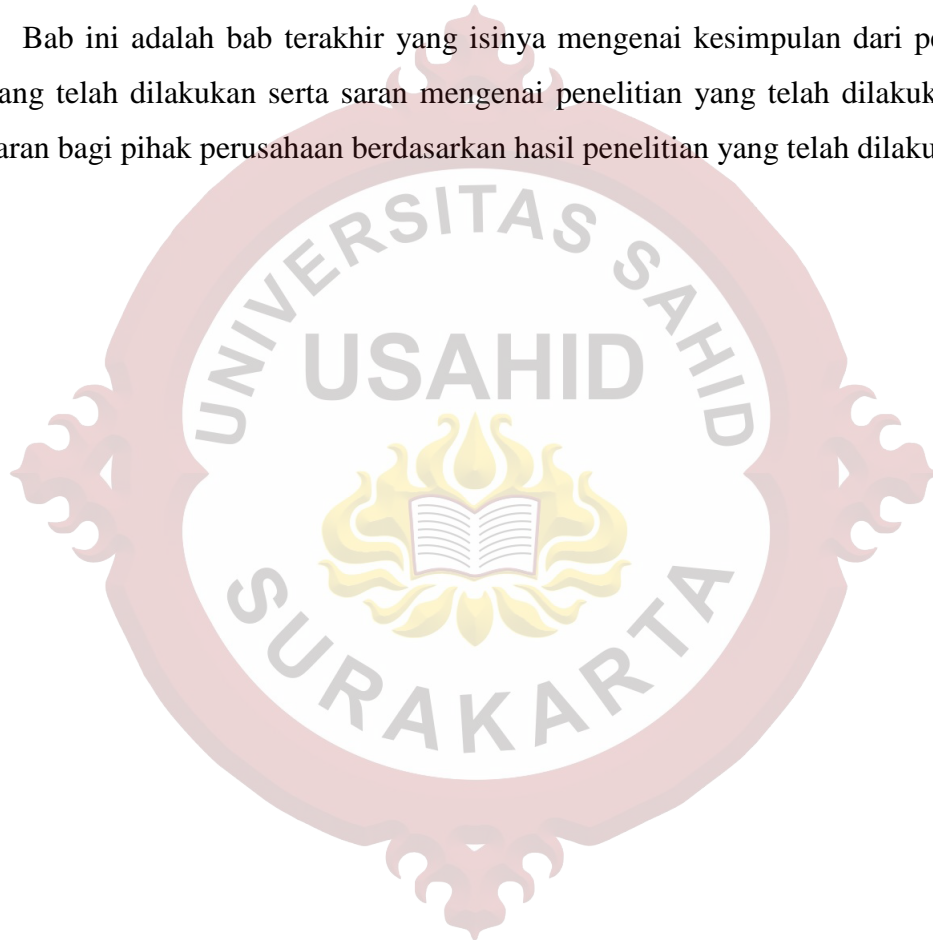 Bab ini adalah bab terakhir yang isinya mengenai kesimpulan dari pe
ang telah dilakukan serta saran mengenai penelitian yang telah dilakuk
aran bagi pihak perusahaan berdasarkan hasil penelitian yang telah dilaku
UNIVERSITAS SAHID
USAHID
SURAKARTA